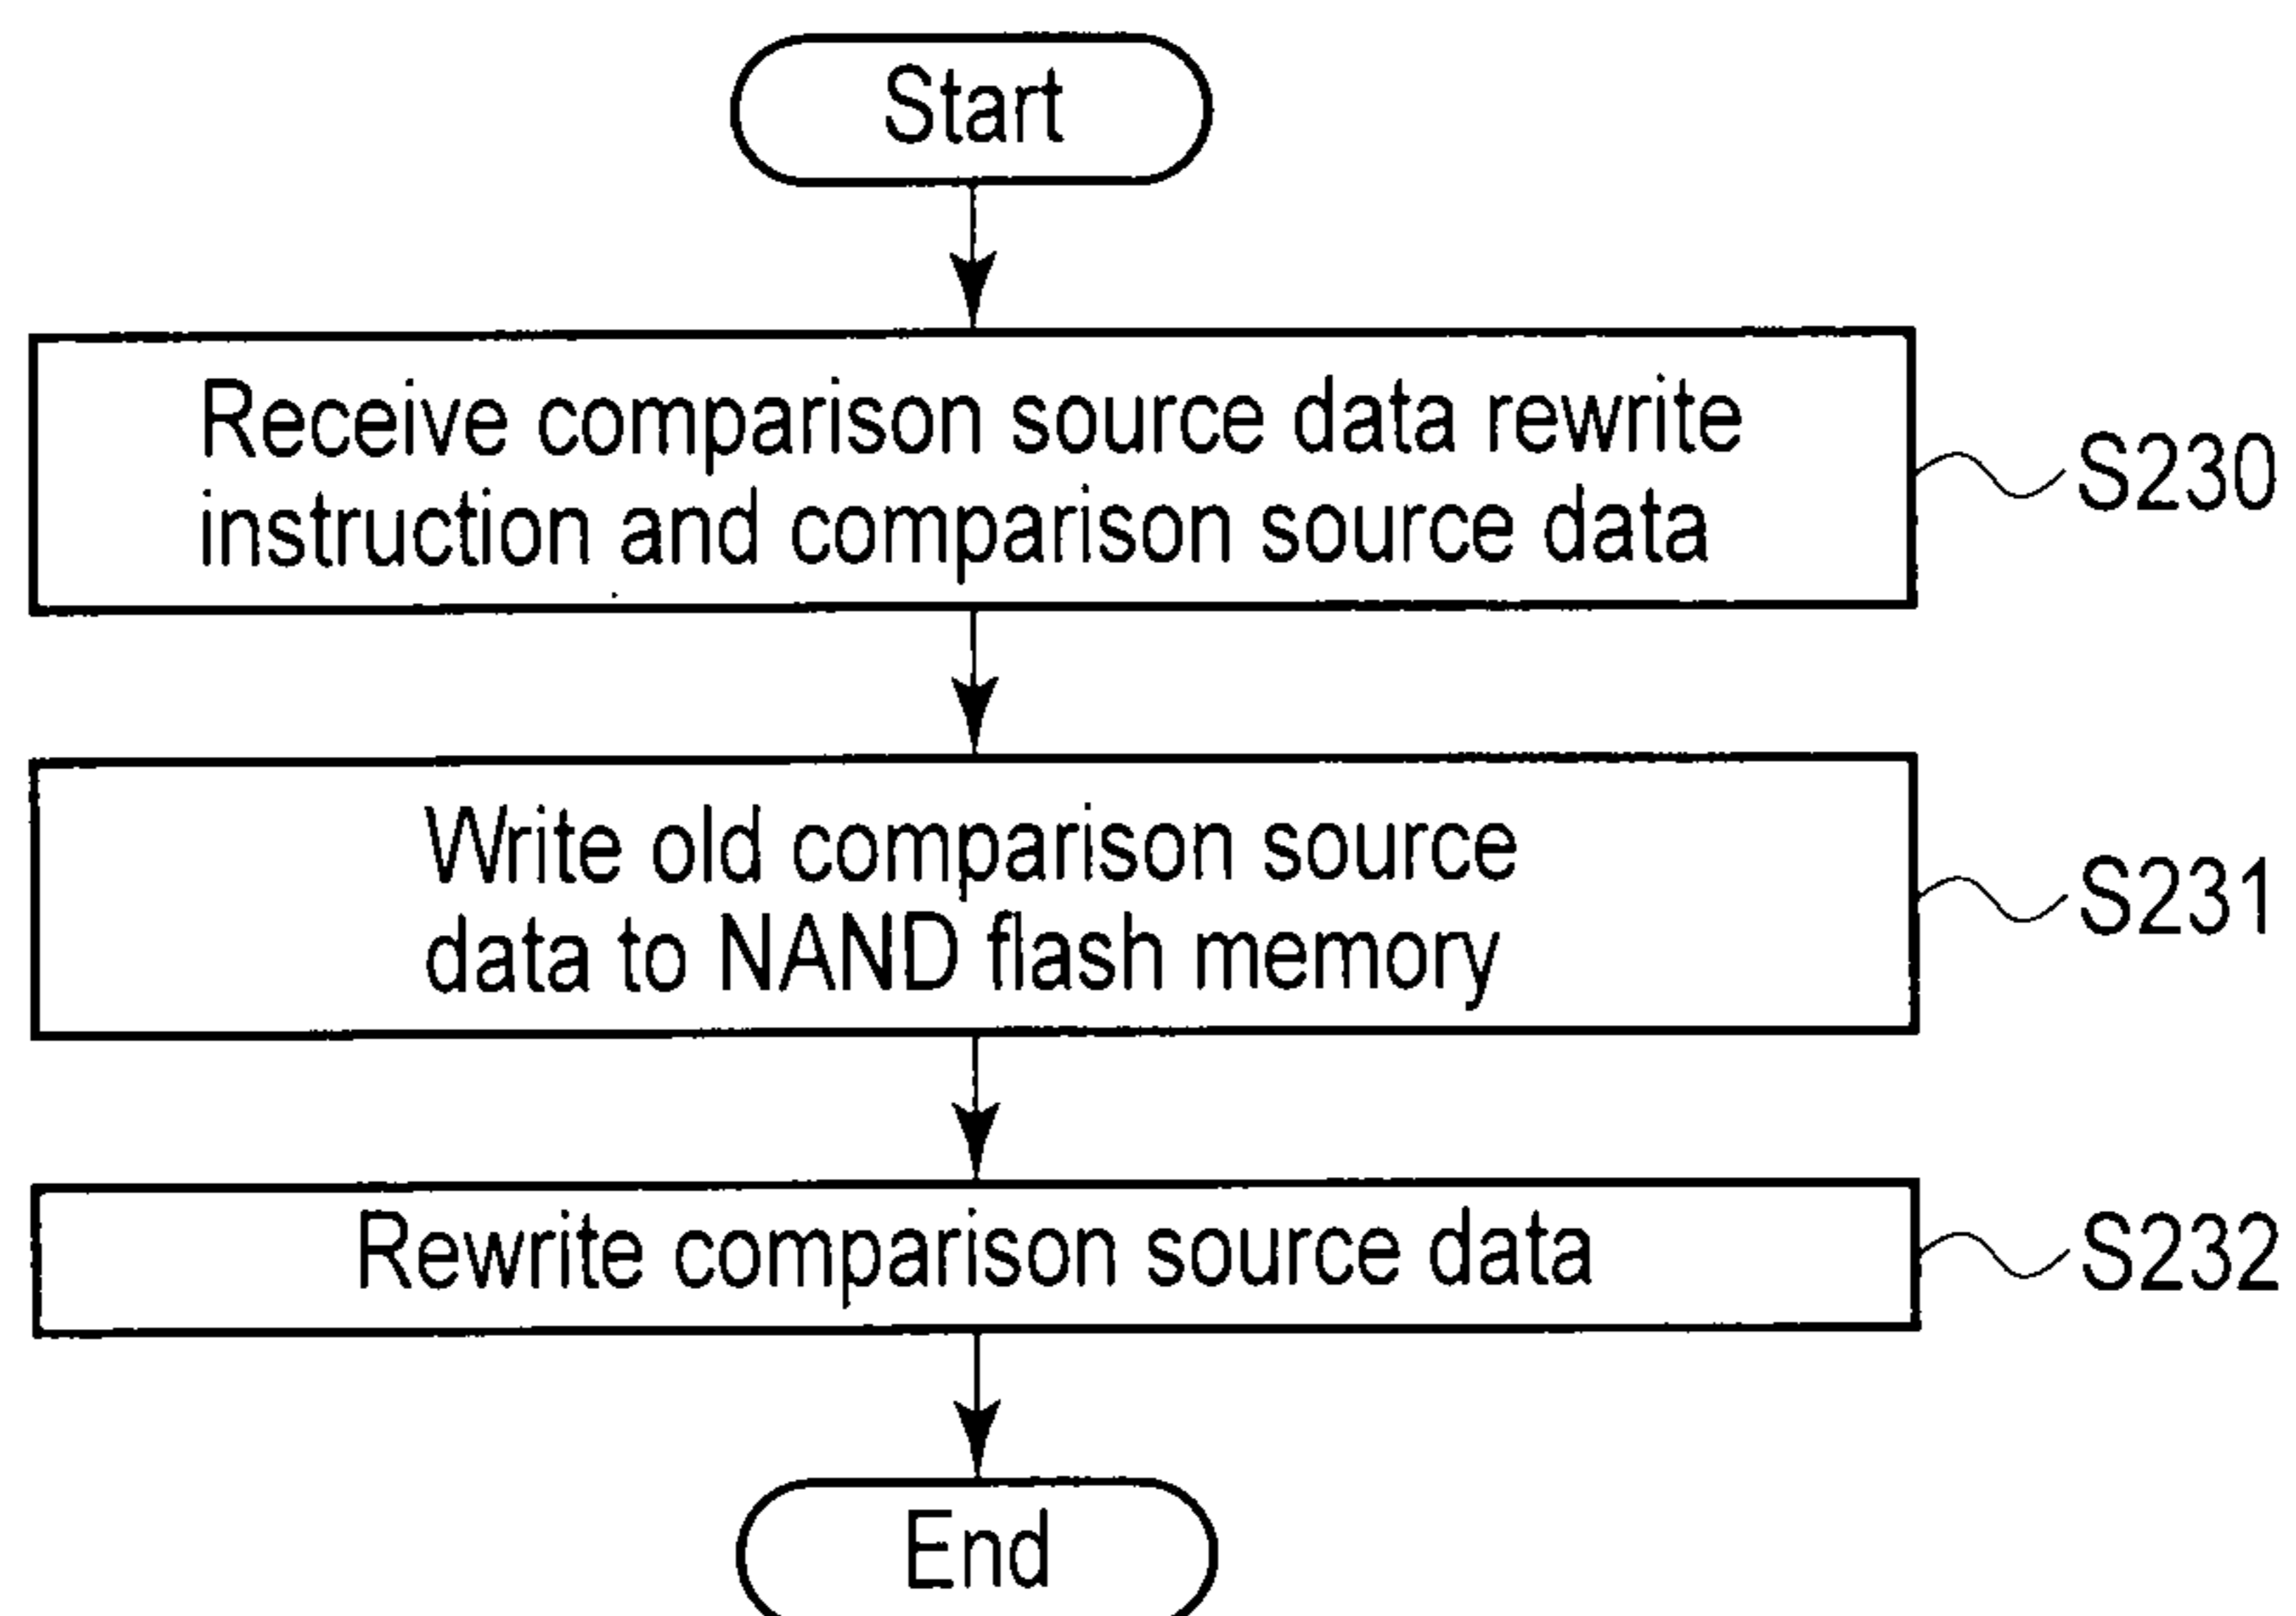 Start
Receive comparison source data rewrite
instruction and comparison source data
S230
Write old comparison source
data to NAND flash memory
S231
Rewrite comparison source data
S232
End